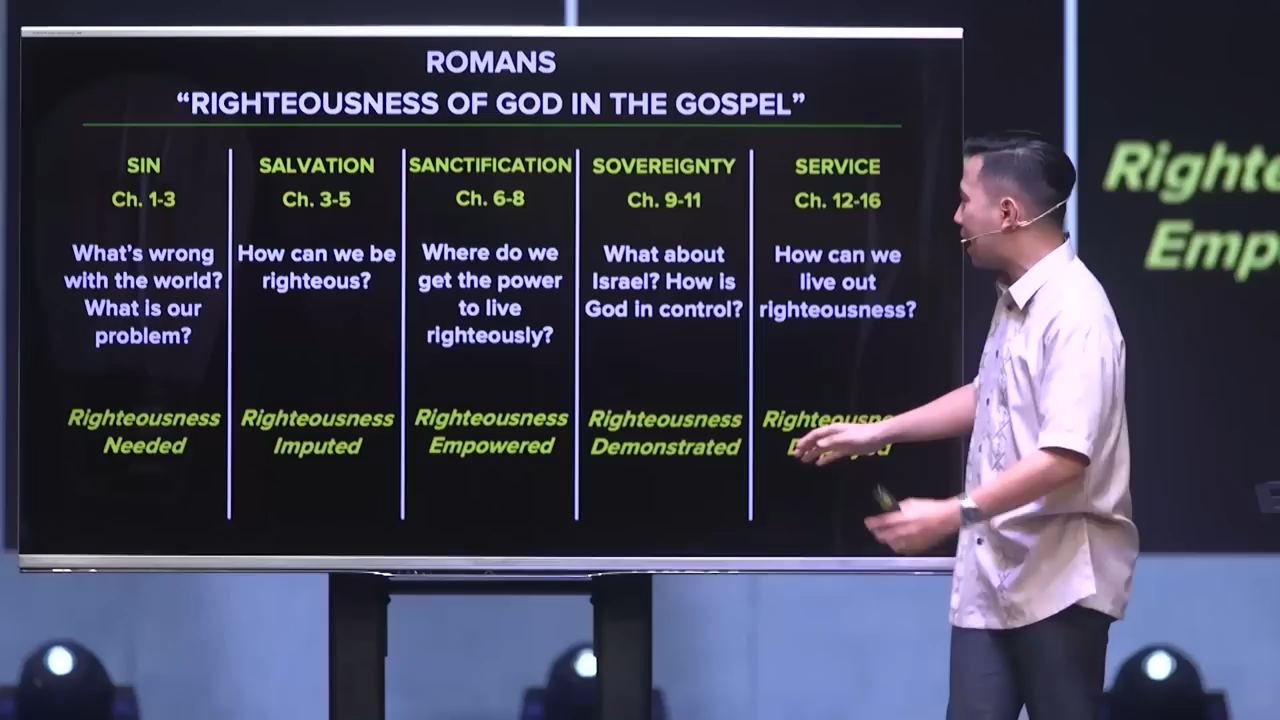 ROMANS
“RIGHTEOUSNESS OF GOD IN THE GOSPEL”
SIN
Ch. 1-3
What’s wrong
with the world?
What is our
problem?
Righteousness
Needed
SALVATION
Ch. 3-5
How can we be
righteous?
Righteousness
Imputed
SANCTIFICATION
Ch. 6-8
Where do we
get the power
to live
righteously?
Righteousness
Empowered
SOVEREIGNTY
Ch. 9-11
What about
Israel? How is
God in control?
Righteousness
Demonstrated
SERVICE
Ch. 12-16
How can we
live out
righteousness?